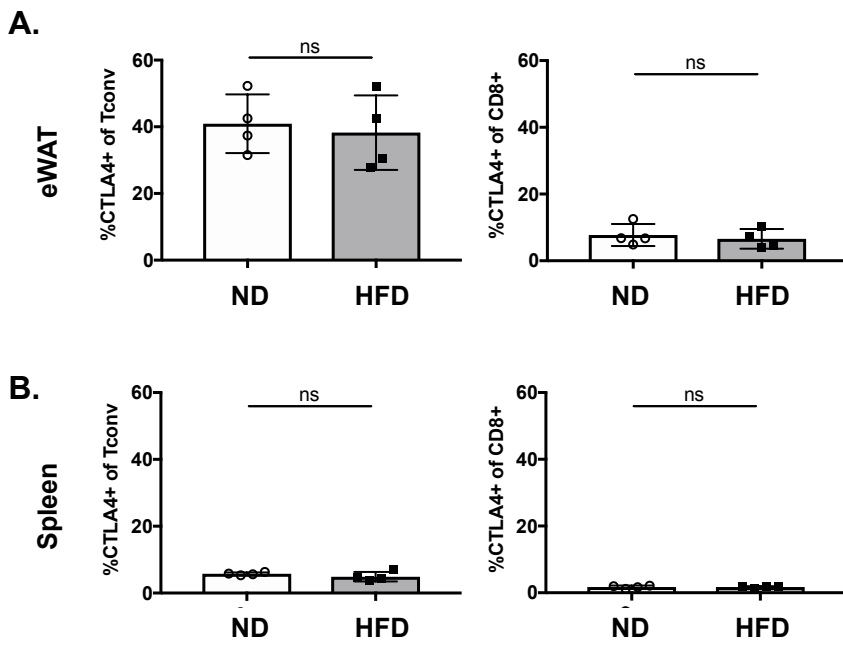 A.
eWAT
%CTLA4+ of Tconv
60
40
20
0
ns
ND
HFD
%CTLA4+ of CD8+
60
40
20
0
ns
ND
HFD
B.
Spleen
%CTLA4+ of Tconv
60
40
20
0
ns
ND
HFD
%CTLA4+ of CD8+
60
40
20
0
ns
ND
HFD